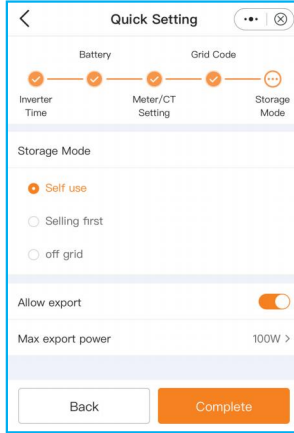 Quick Setting
Battery
Grid Code
Inverter
Time
Meter/CT
Setting
Storage
Mode
Storage Mode
Self use
Selling first
off grid
Allow export
Max export power
100W >
Back
Complete